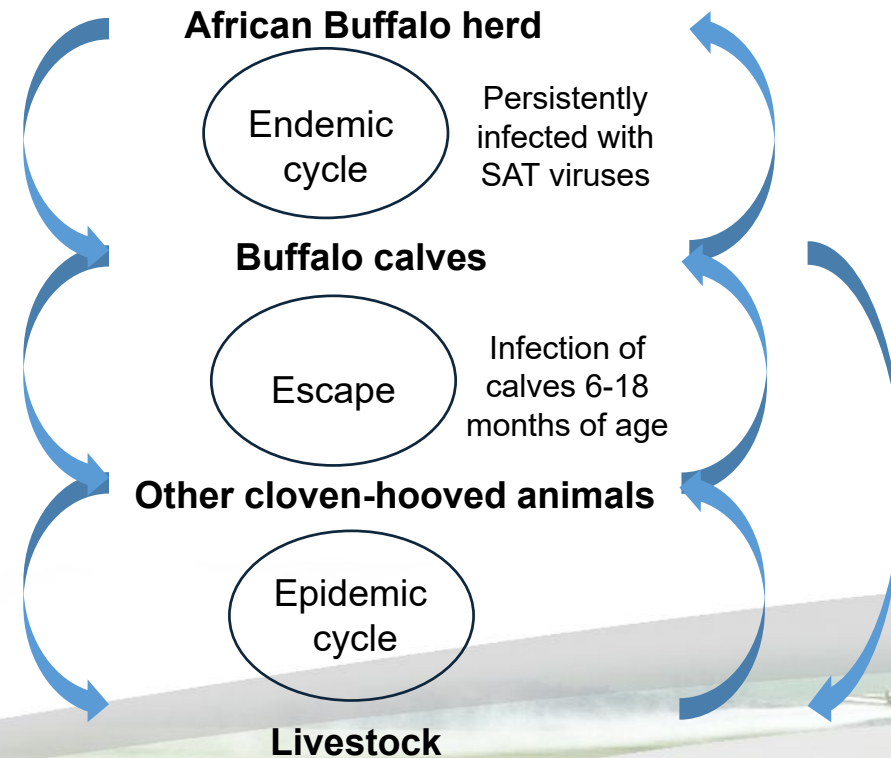 African Buffalo herd
Endemic
cycle
Persistently
infected with
SAT viruses
Buffalo calves
Escape
Infection of
calves 6-18
months of age
Other cloven-hooved animals
Epidemic
cycle
Livestock